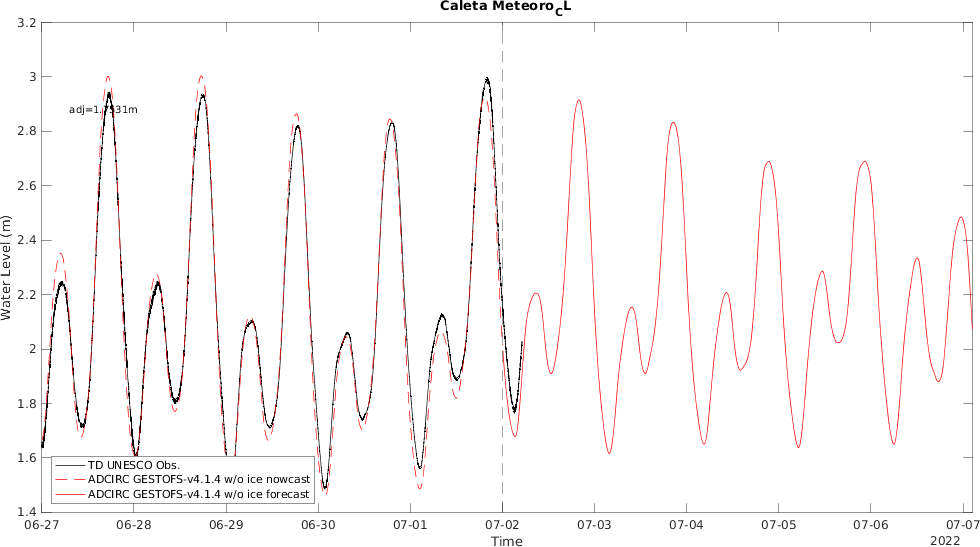 Caleta Meteoro_CL
3.2
3
2.8
2.6
2.4
2.2
2
1.8
1.6
1.4
Water Level (m)
TD UNESCO Obs.
ADCIRC GESTOFS-v4.1.4 w/o ice nowcast
ADCIRC GESTOFS-v4.1.4 w/o ice forecast
06-27 06-28 06-29 06-30 07-01 07-02 07-03 07-04 07-05 07-06 07-07
Time
2022